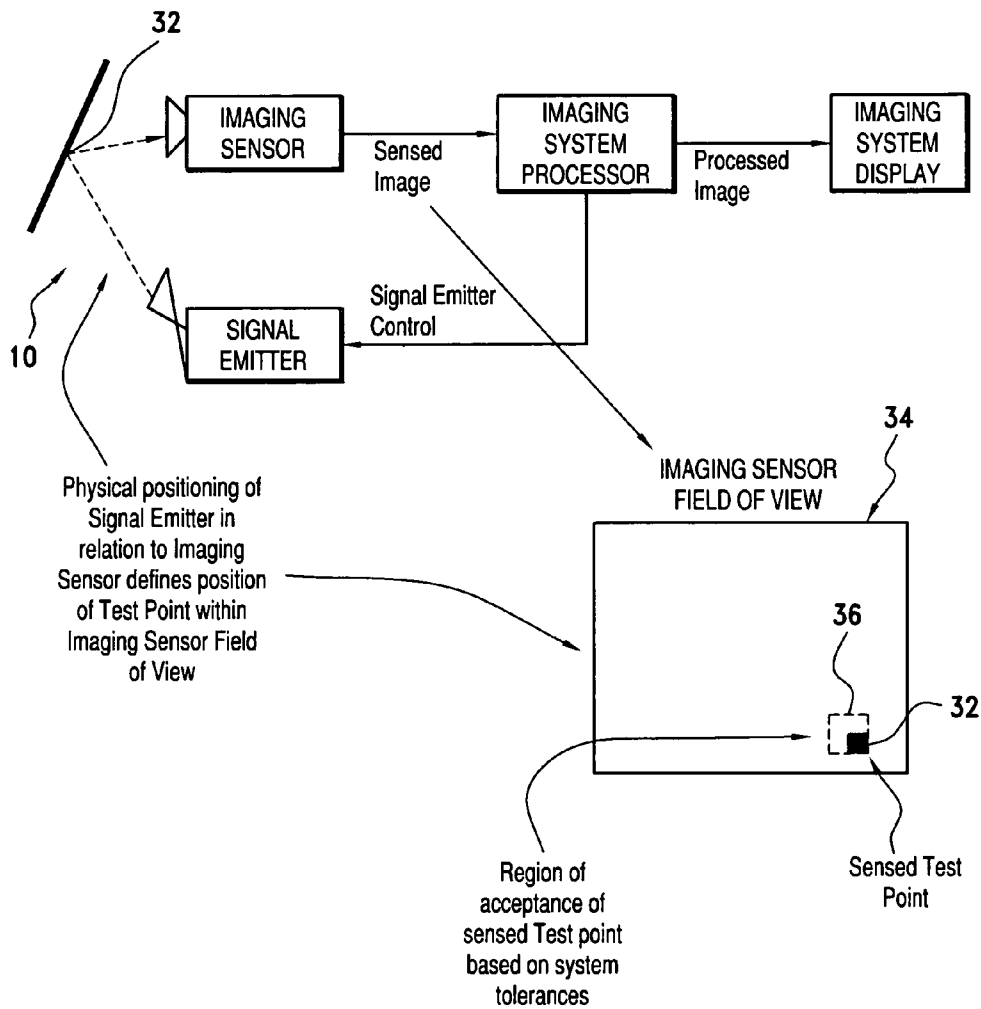 32
IMAGING
SENSOR
Sensed
Image
IMAGING
SYSTEM
PROCESSOR
Processed
Image
IMAGING
SYSTEM
DISPLAY
10
SIGNAL
EMITTER
Signal Emitter
Control
Physical positioning of
Signal Emitter in
relation to Imaging
Sensor defines position
of Test Point within
Imaging Sensor Field
of View
IMAGING SENSOR
FIELD OF VIEW
34
36
32
Sensed Test
Point
Region of
acceptance of
sensed Test point
based on system
tolerances